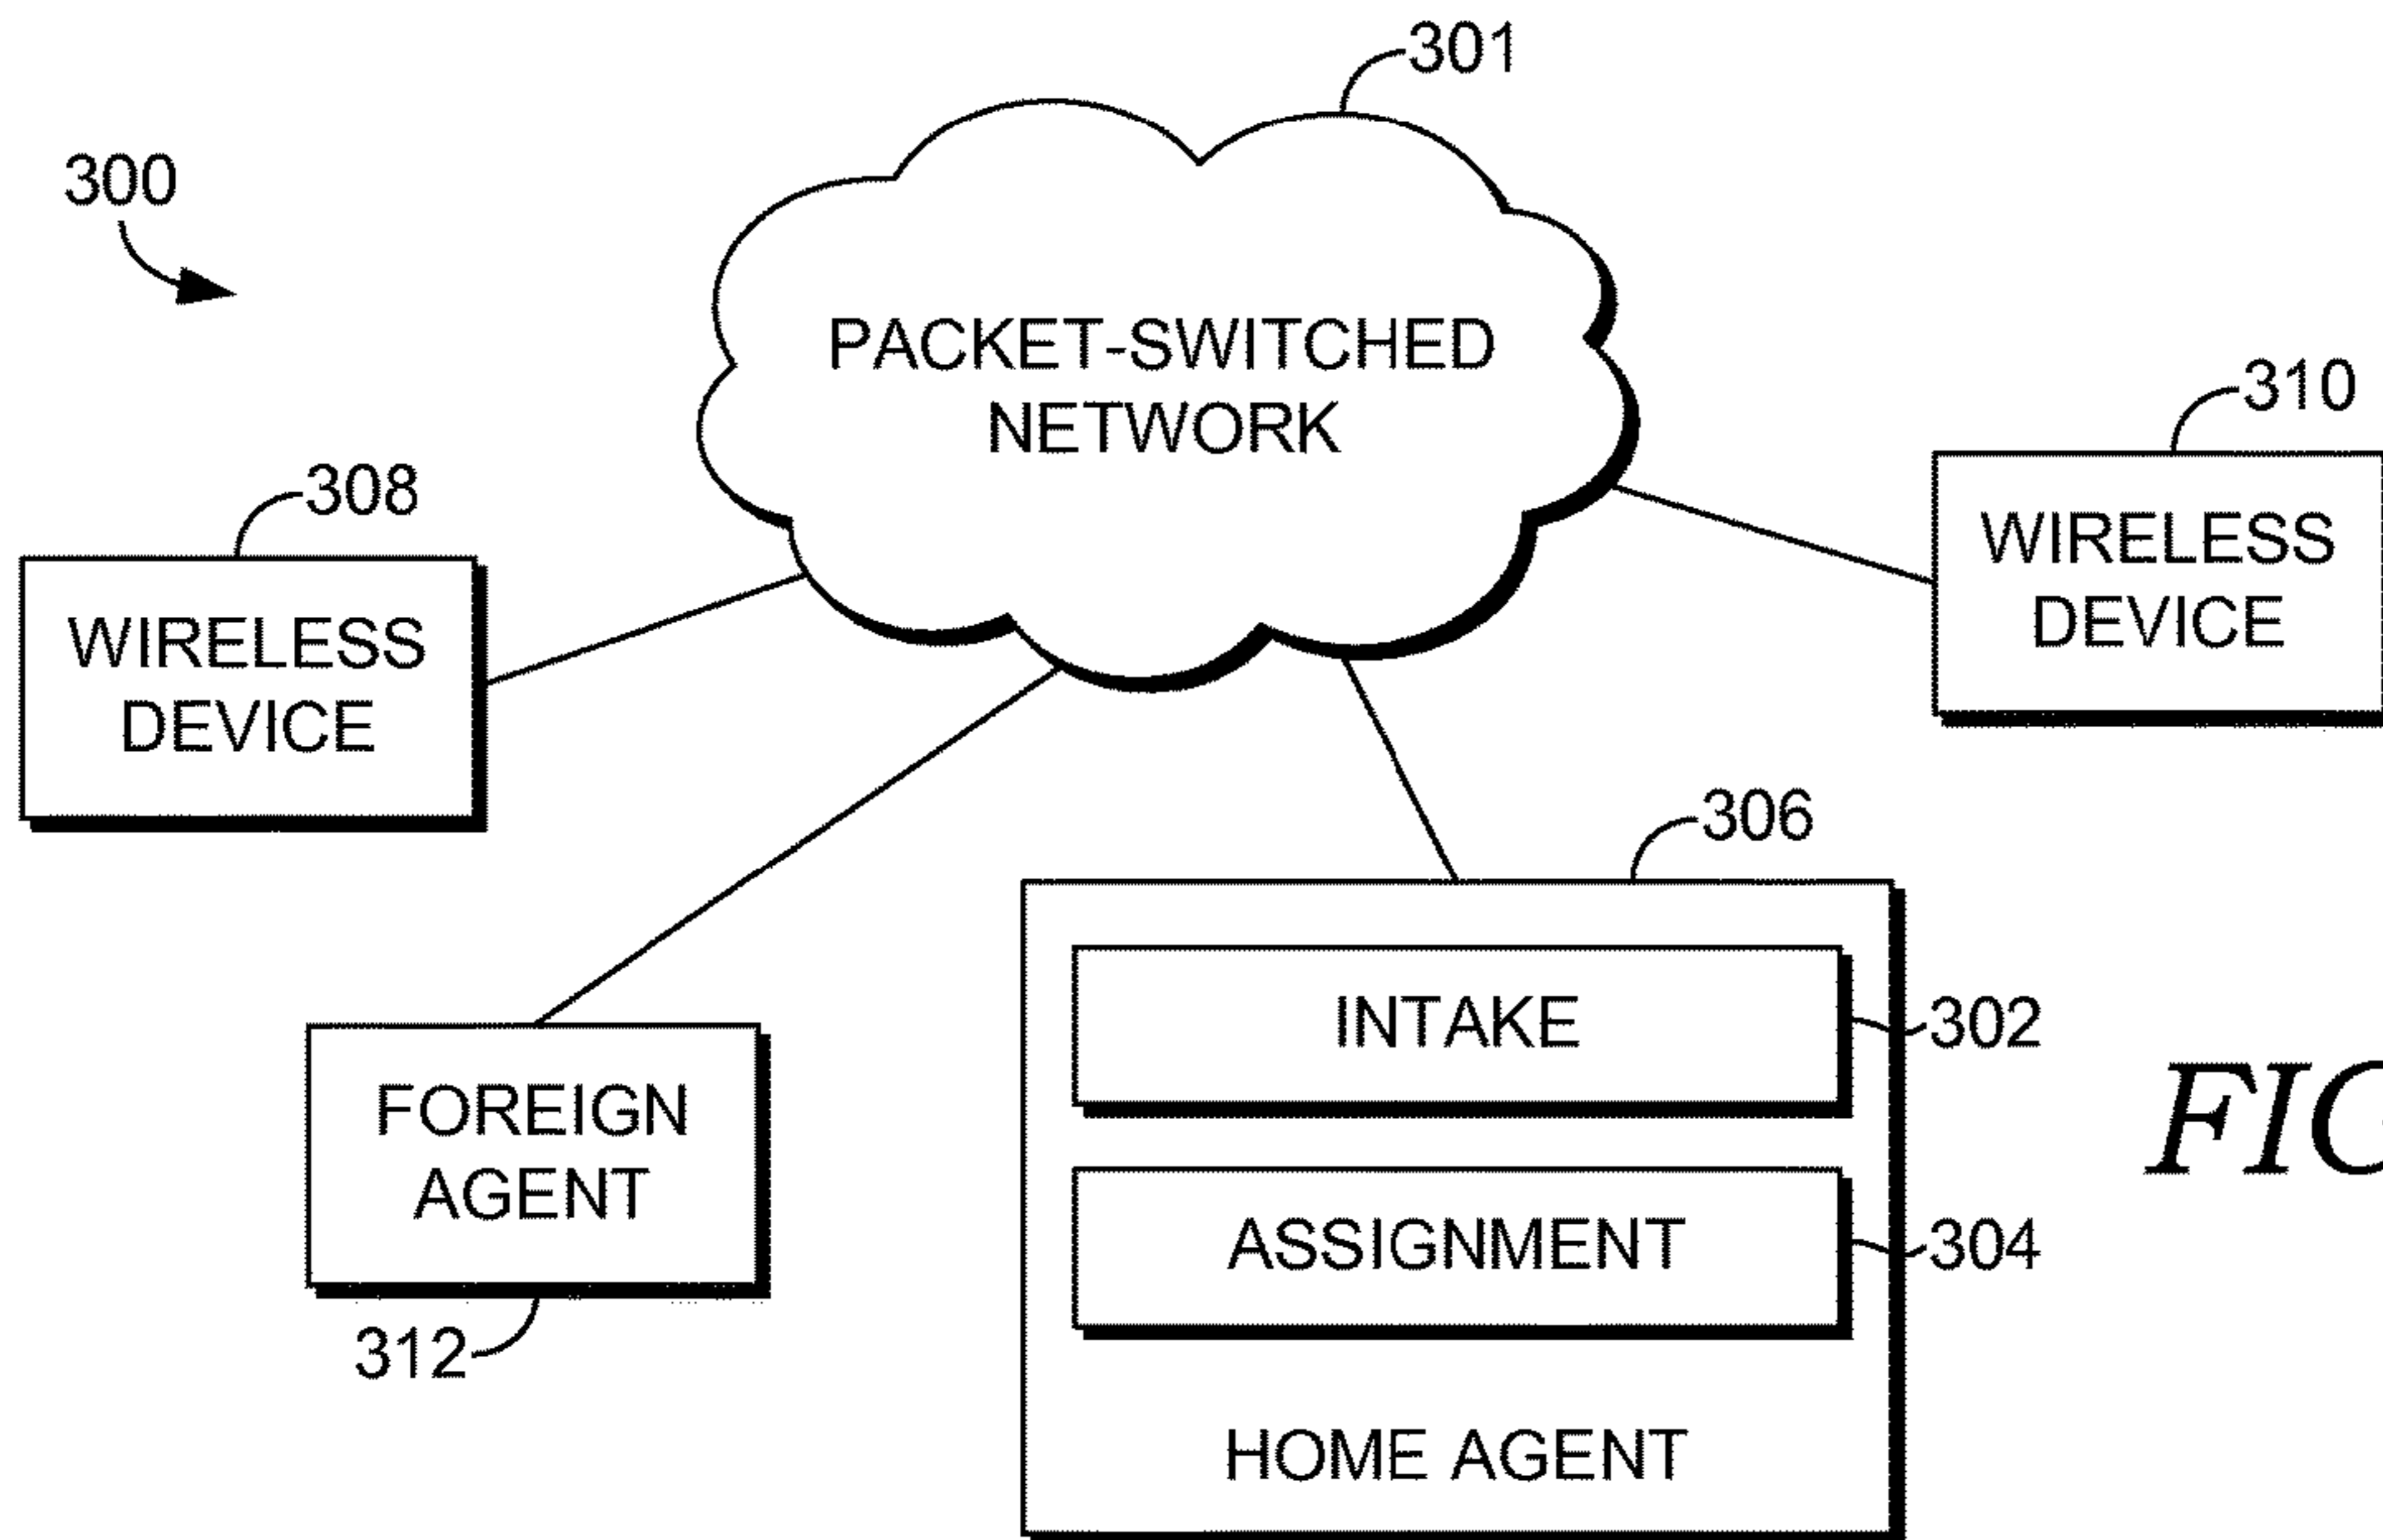 301
300
PACKET-SWITCHED
NETWORK
310
308
WIRELESS
DEVICE
WIRELESS
DEVICE
306
INTAKE
302
FOREIGN
AGENT
ASSIGNMENT
304
312
HOME AGENT